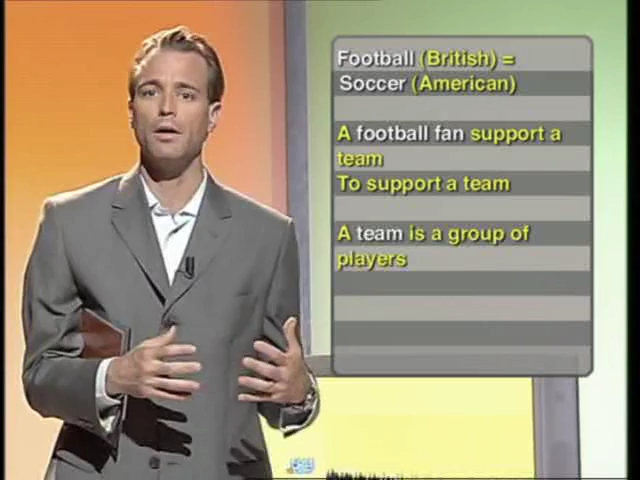 Football (British) =
Soccer (American)
A football fan support a
team
To support a team
A team is a group of
players